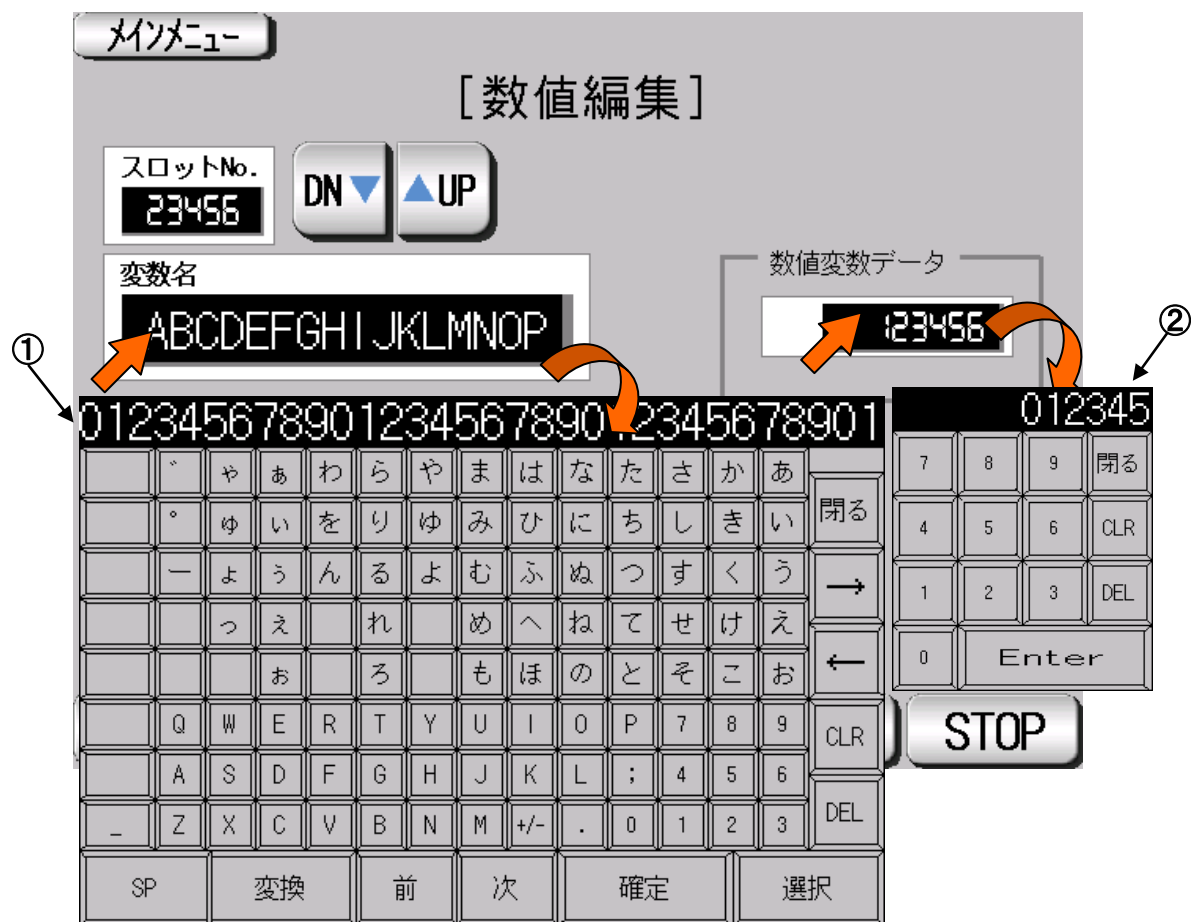 メインメニュー
[数値編集]
スロットNo.
23456
DN▼
▲UP
変数名
ABCDEFGHIJKLMNOP
数値変数データ
123456
①
②
01234567890123456789012345678901
゛ ゃ ぁ わ ら や ま は な た さ か あ
閉る
゜ ゅ ぃ を り ゆ み ひ に ち し き い
ー ょ ぅ ん る よ む ふ ぬ つ す く う
→
っ ぇ れ め へ ね て せ け え
←
ぉ ろ も ほ の と そ こ お
Q W E R T Y U I O P 7 8 9
CLR
A S D F G H J K L ; 4 5 6
DEL
_ Z X C V B N M +/- . 0 1 2 3
SP 変換 前 次 確定 選択
012345
7 8 9 閉る
4 5 6 CLR
1 2 3 DEL
0 Enter
STOP